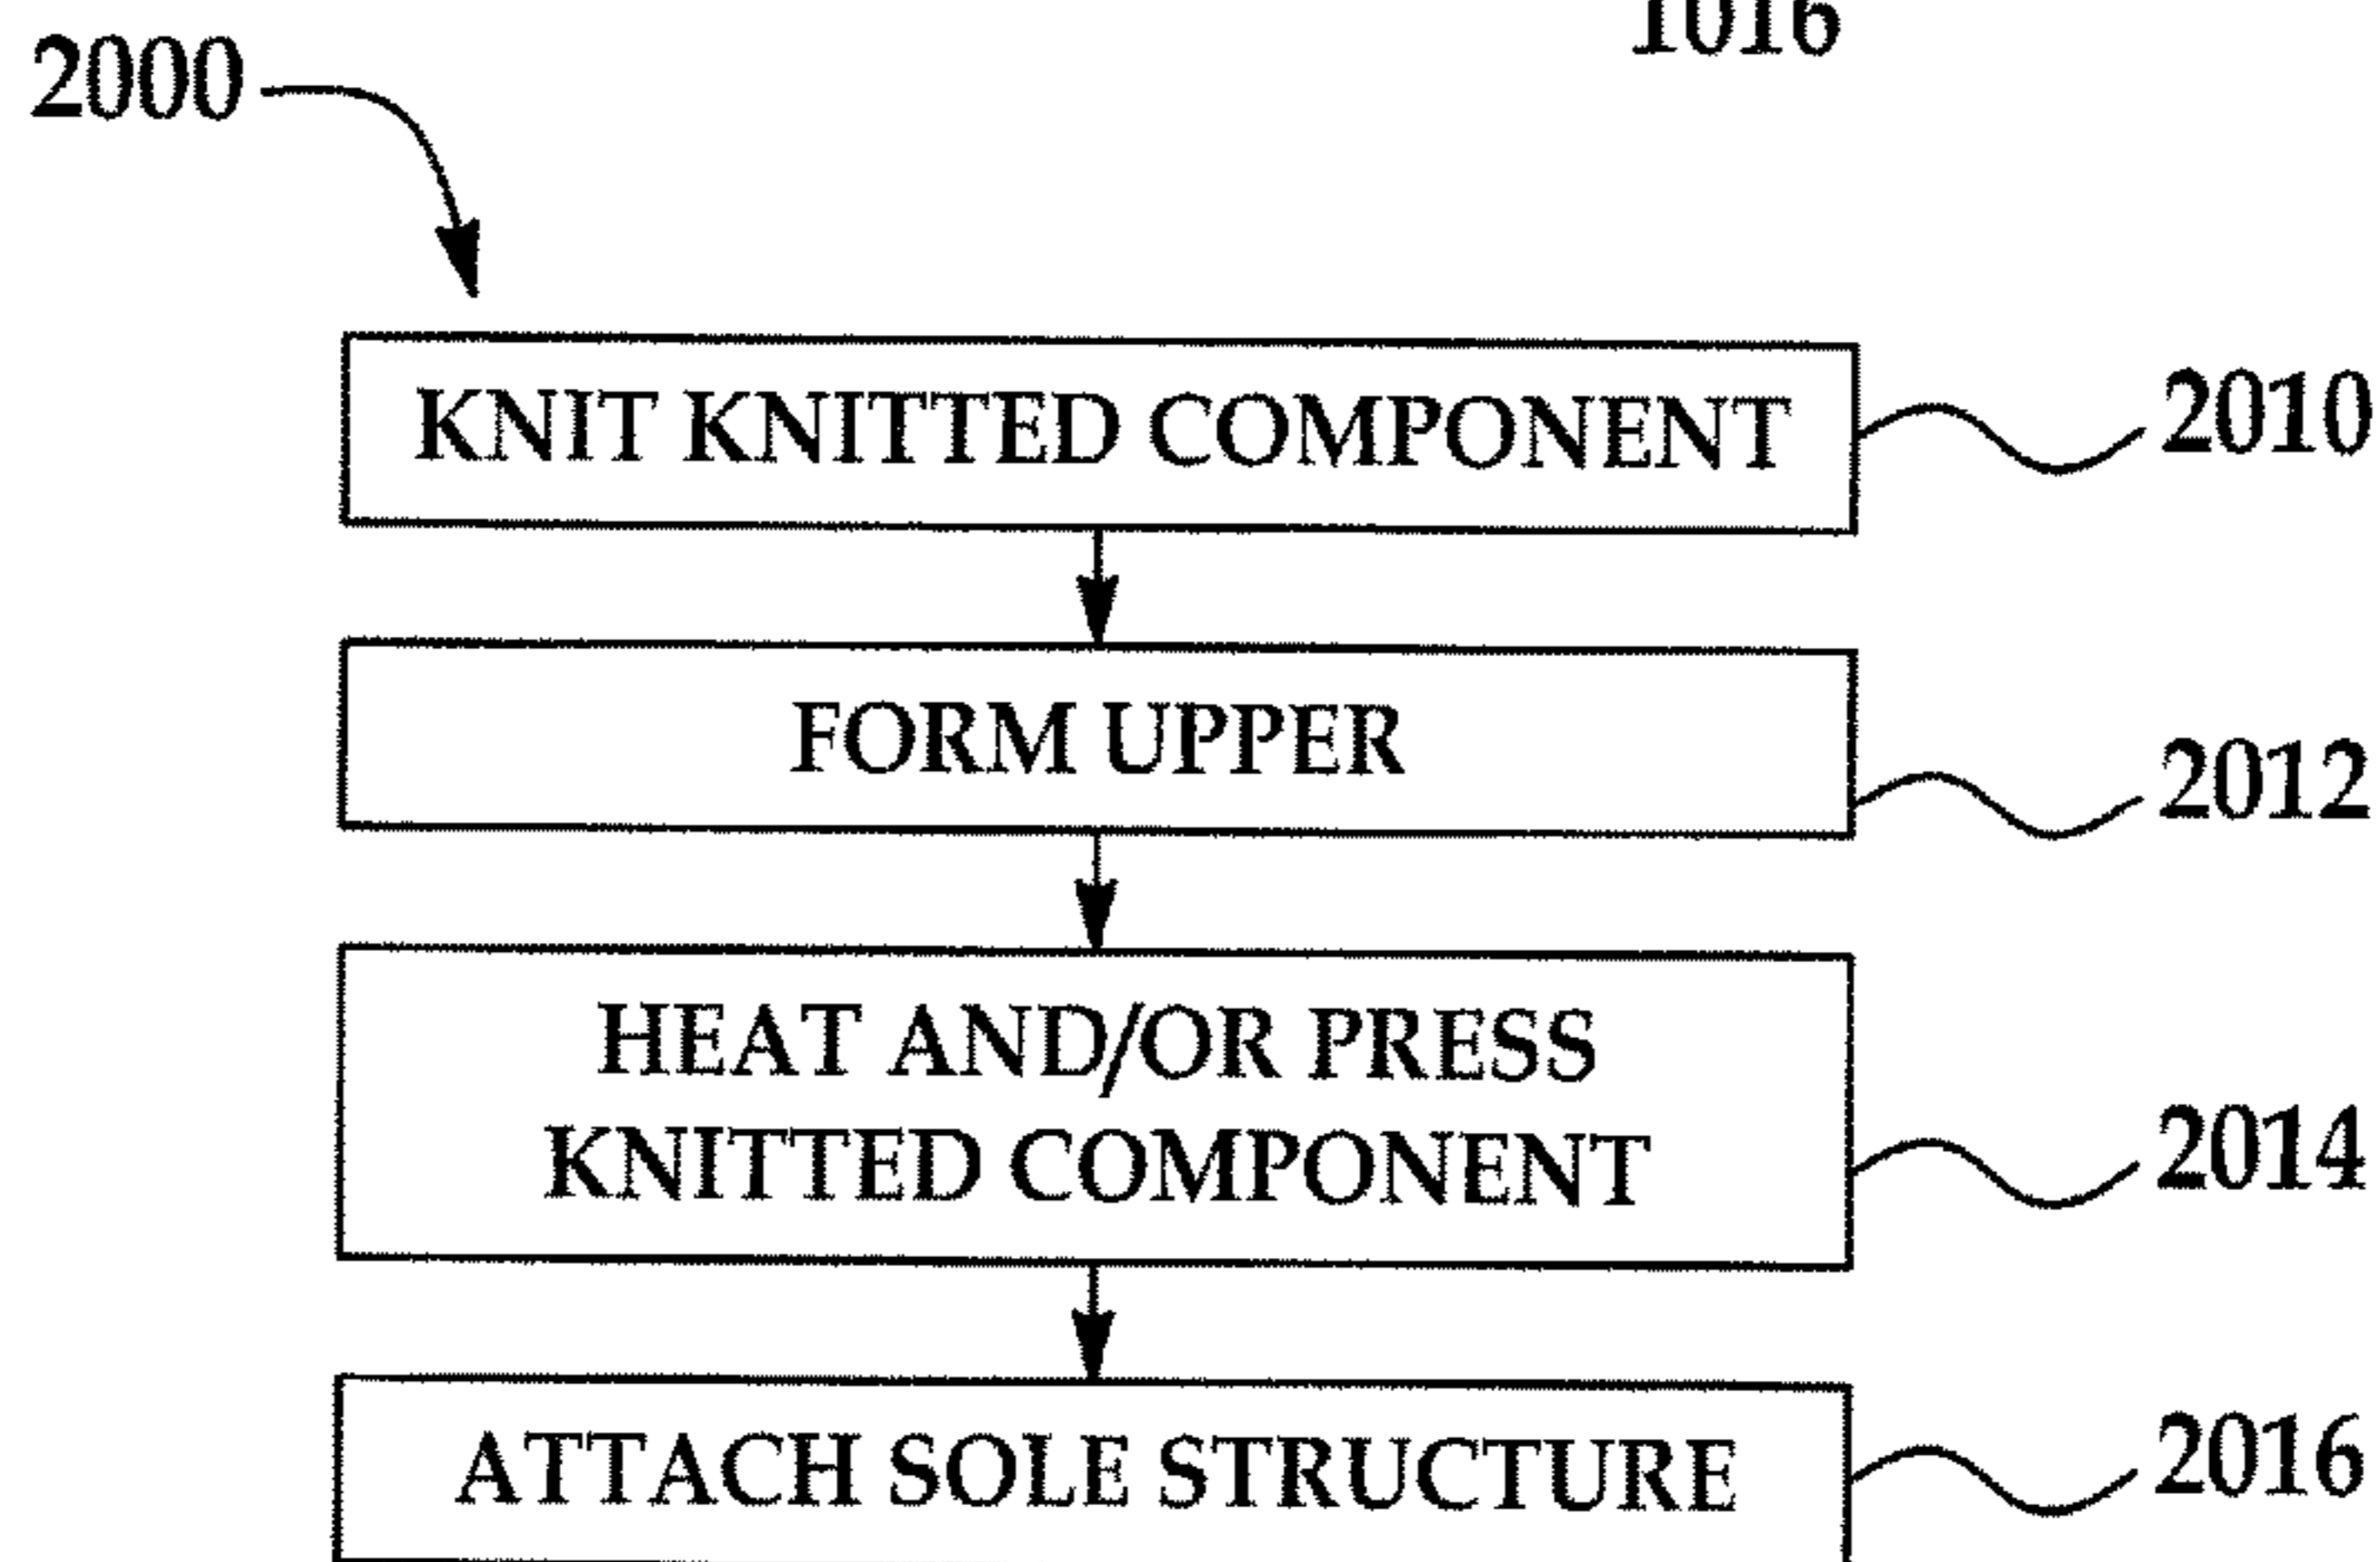 1016
2000
KNIT KNITTED COMPONENT
2010
FORM UPPER
2012
HEAT AND/OR PRESS
KNITTED COMPONENT
2014
ATTACH SOLE STRUCTURE
2016